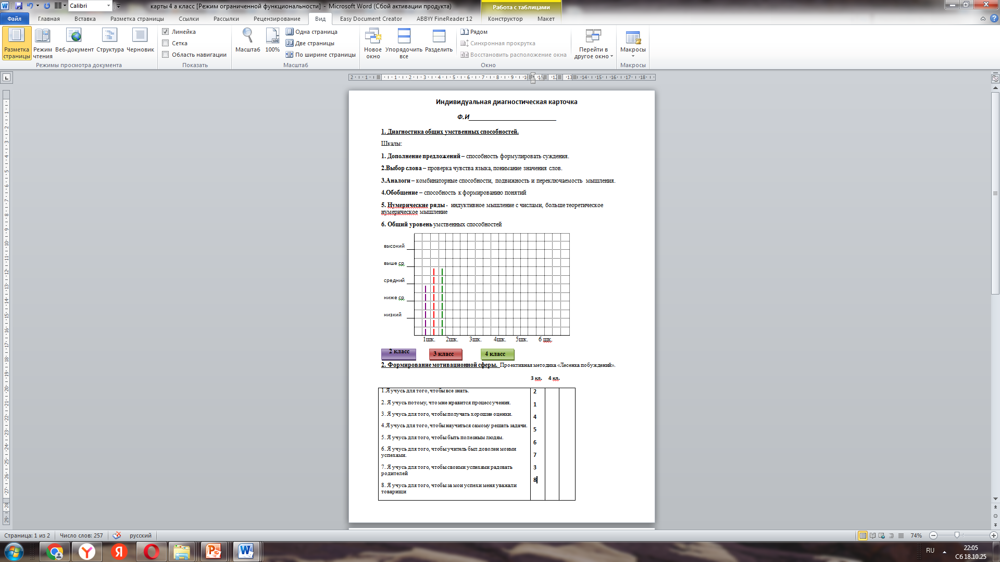 карты 4 а класс [Режим ограниченной функциональности] - Microsoft Word (Сбой активации продукта)
Calibri
Работа с таблицами
Файл Главная Вставка Разметка страницы Ссылки Рассылки Рецензирование Вид Easy Document Creator ABBYY FineReader 12 Конструктор Макет
Разметка страницы
Режим чтения
Веб-документ
Структура
Черновик
Режимы просмотра документа
Линейка
Сетка
Область навигации
Показать
Масштаб
100%
Одна страница
Две страницы
По ширине страницы
Масштаб
Новое окно
Упорядочить все
Разделить
Рядом
Синхронная прокрутка
Восстановить расположение окна
Окно
Перейти в другое окно
Макросы
Макросы
Индивидуальная диагностическая карточка
Ф.И________________________
1. Диагностика общих умственных способностей.
Шкалы:
1. Дополнение предложений – способность формулировать суждения.
2.Выбор слова – проверка чувства языка, понимание значения слов.
3.Аналоги – комбинаторные способности, подвижность и переключаемость мышления.
4.Обобщение – способность к формированию понятий
5. Нумерические ряды - индуктивное мышление с числами, больше теоретическое
нумерическое мышление
6. Общий уровень умственных способностей
высокий
выше ср.
средний
ниже ср.
низкий
1шк. 2шк. 3шк. 4шк. 5шк. 6 шк.
2 класс 3 класс 4 класс
2. Формирование мотивационной сферы. Проективная методика «Лесенка побуждений».
3 кл. 4 кл.
1.Я учусь для того, чтобы все знать. 2
2. Я учусь потому, что мне нравится процесс учения. 1
3. Я учусь для того, чтобы получать хорошие оценки. 4
4.Я учусь для того, чтобы научиться самому решать задачи. 5
5. Я учусь для того, чтобы быть полезным людям. 6
6. Я учусь для того, чтобы учитель был доволен моими
успехами. 7
7. Я учусь для того, чтобы своими успехами радовать
родителей 3
8. Я учусь для того, чтобы за мои успехи меня уважали
товарищи 8
Страница: 1 из 2 Число слов: 257 русский 74%
RU
22:05
Сб 18.10.25